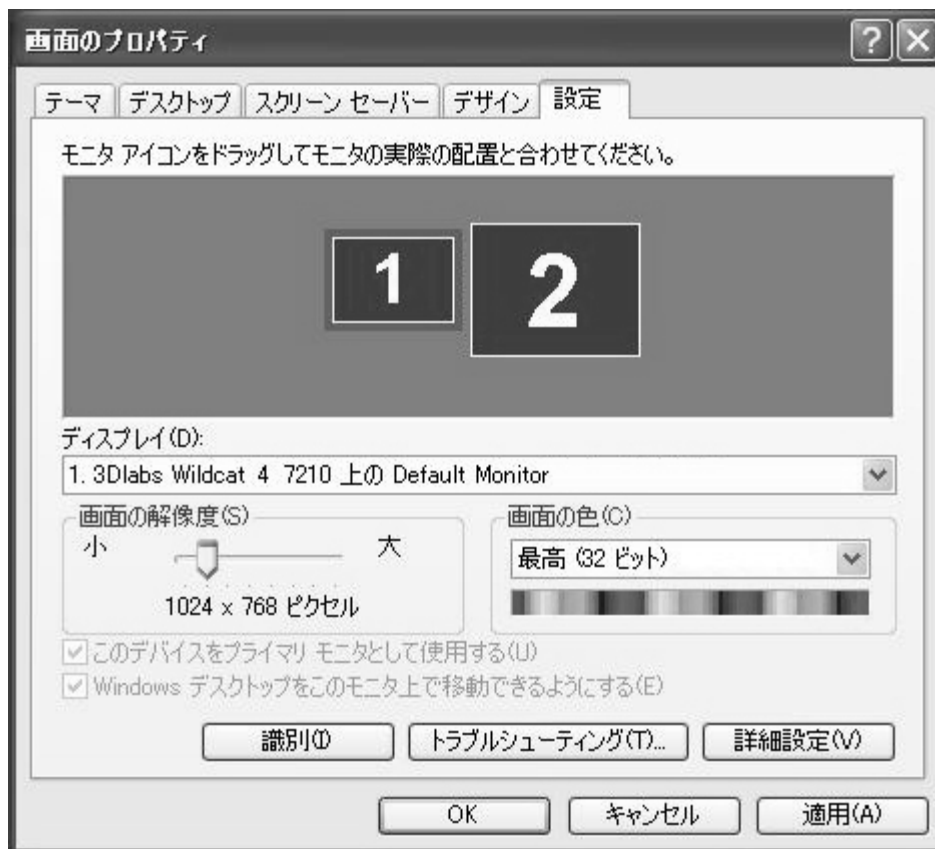 画面のプロパティ
テーマ デスクトップ スクリーン セーバー デザイン 設定
モニタ アイコンをドラッグしてモニタの実際の配置と合わせてください。
1 2
ディスプレイ(D):
1. 3Dlabs Wildcat 4 7210 上の Default Monitor
画面の解像度(S) 画面の色(C)
小 大 最高 (32 ビット)
1024 x 768 ピクセル
このデバイスをプライマリ モニタとして使用する(U)
Windows デスクトップをこのモニタ上で移動できるようにする(E)
識別(I) トラブルシューティング(T)... 詳細設定(V)
OK キャンセル 適用(A)